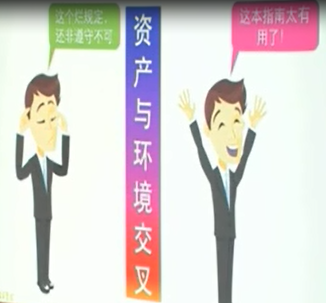 这个烂规定，
还非遵守不可
这本指南太有
用了！
资产与环境交叉